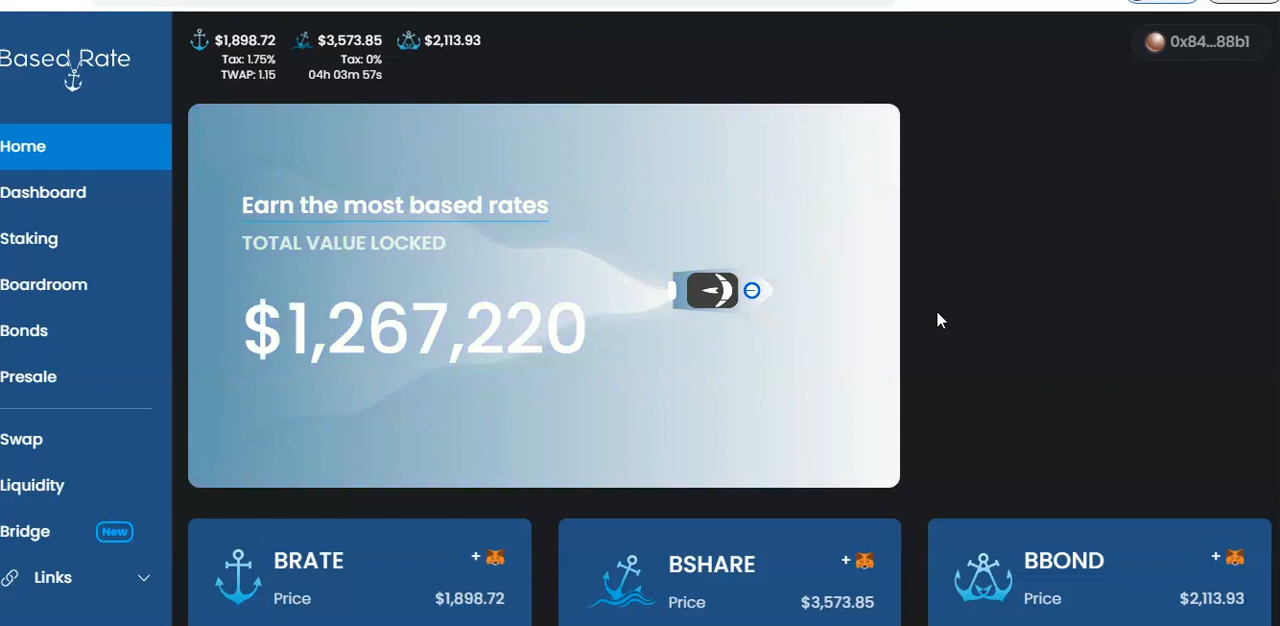 Based Rate
Home
Dashboard
Staking
Boardroom
Bonds
Presale
Swap
Liquidity
Bridge New
Links
$1,898.72 $3,573.85 $2,113.93
Tax: 1.75% Tax: 0%
TWAP: 1.15 04h 03m 57s
0x84...88b1
Earn the most based rates
TOTAL VALUE LOCKED
$1,267,220
BRATE +
Price $1,898.72
BSHARE +
Price $3,573.85
BBOND +
Price $2,113.93